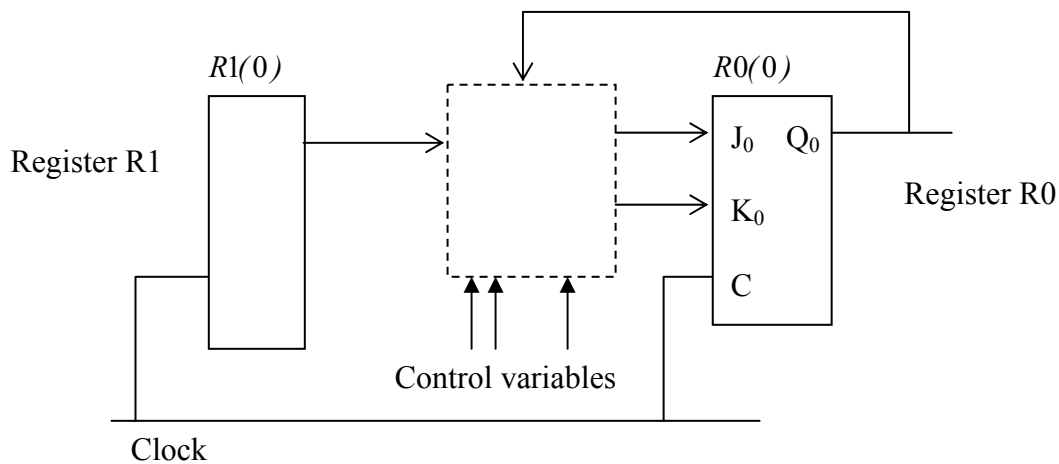 R1(0)
R0(0)
Register R1
J₀ Q₀
K₀
C
Register R0
Control variables
Clock